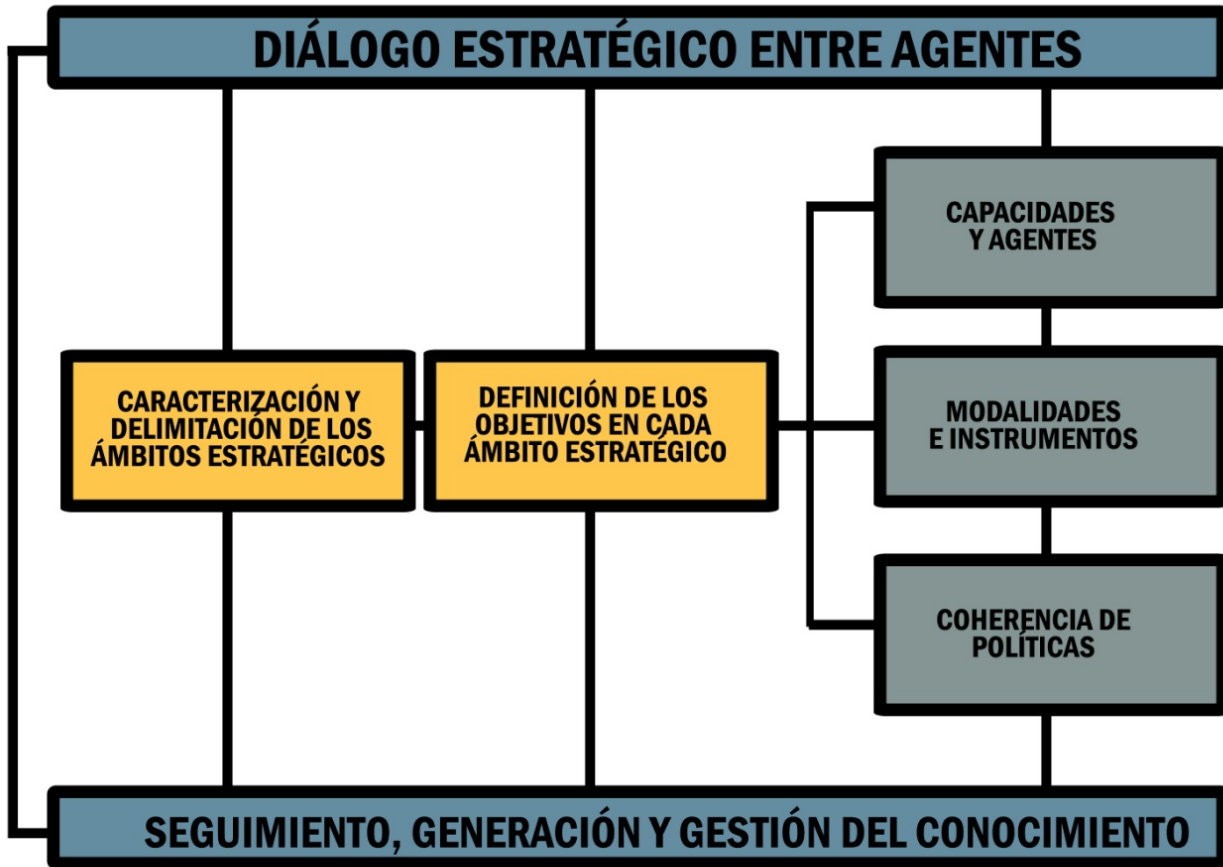 DIÁLOGO ESTRATÉGICO ENTRE AGENTES
CAPACIDADES
Y AGENTES
CARACTERIZACIÓN Y
DELIMITACIÓN DE LOS
ÁMBITOS ESTRATÉGICOS
DEFINICIÓN DE LOS
OBJETIVOS EN CADA
ÁMBITO ESTRATÉGICO
MODALIDADES
E INSTRUMENTOS
COHERENCIA DE
POLÍTICAS
SEGUIMIENTO, GENERACIÓN Y GESTIÓN DEL CONOCIMIENTO